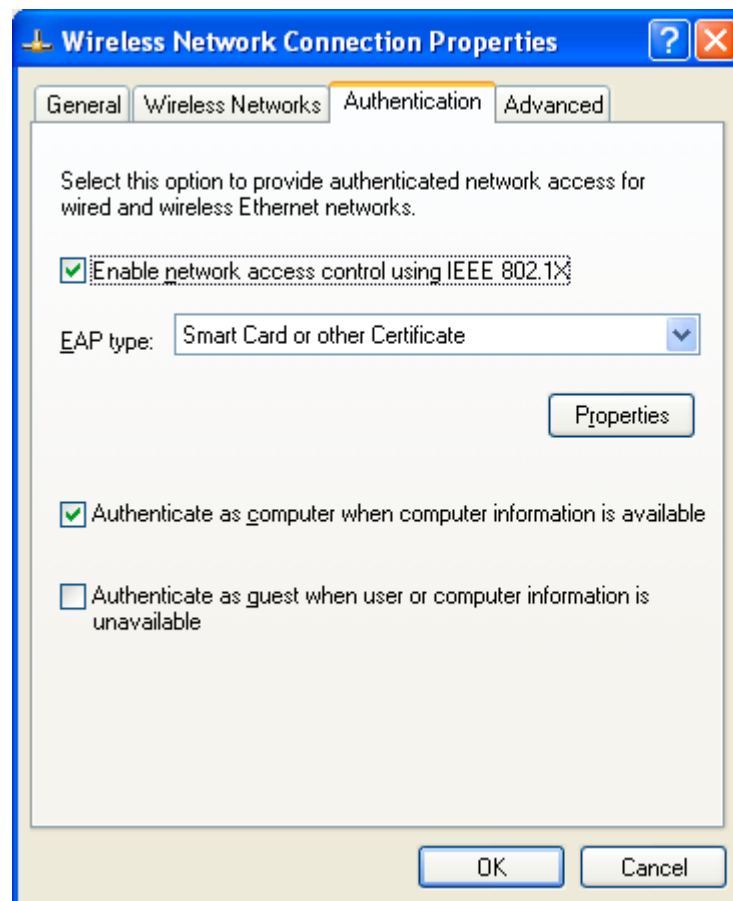 Wireless Network Connection Properties
General Wireless Networks Authentication Advanced
Select this option to provide authenticated network access for
wired and wireless Ethernet networks.
Enable network access control using IEEE 802.1X
EAP type: Smart Card or other Certificate
Properties
Authenticate as computer when computer information is available
Authenticate as guest when user or computer information is
unavailable
OK Cancel